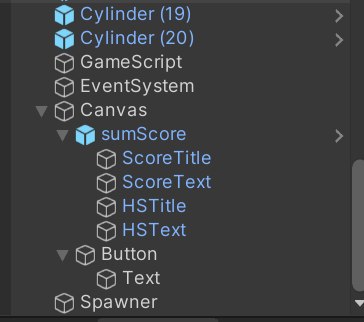 Cylinder (19)
Cylinder (20)
GameScript
EventSystem
Canvas
sumScore
ScoreTitle
ScoreText
HSTitle
HSText
Button
Text
Spawner